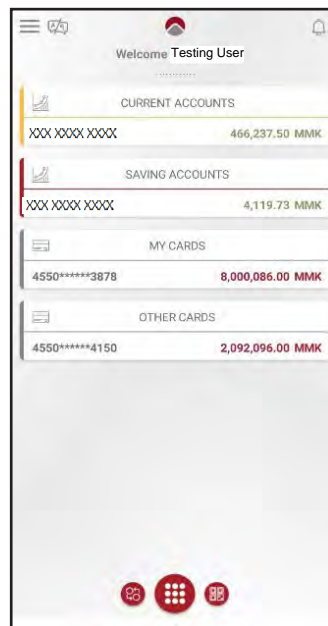 Welcome Testing User
CURRENT ACCOUNTS
XXX XXXX XXXX 466,237.50 MMK
SAVING ACCOUNTS
XXX XXXX XXXX 4,119.73 MMK
MY CARDS
4550******3878 8,000,086.00 MMK
OTHER CARDS
4550******4150 2,092,096.00 MMK